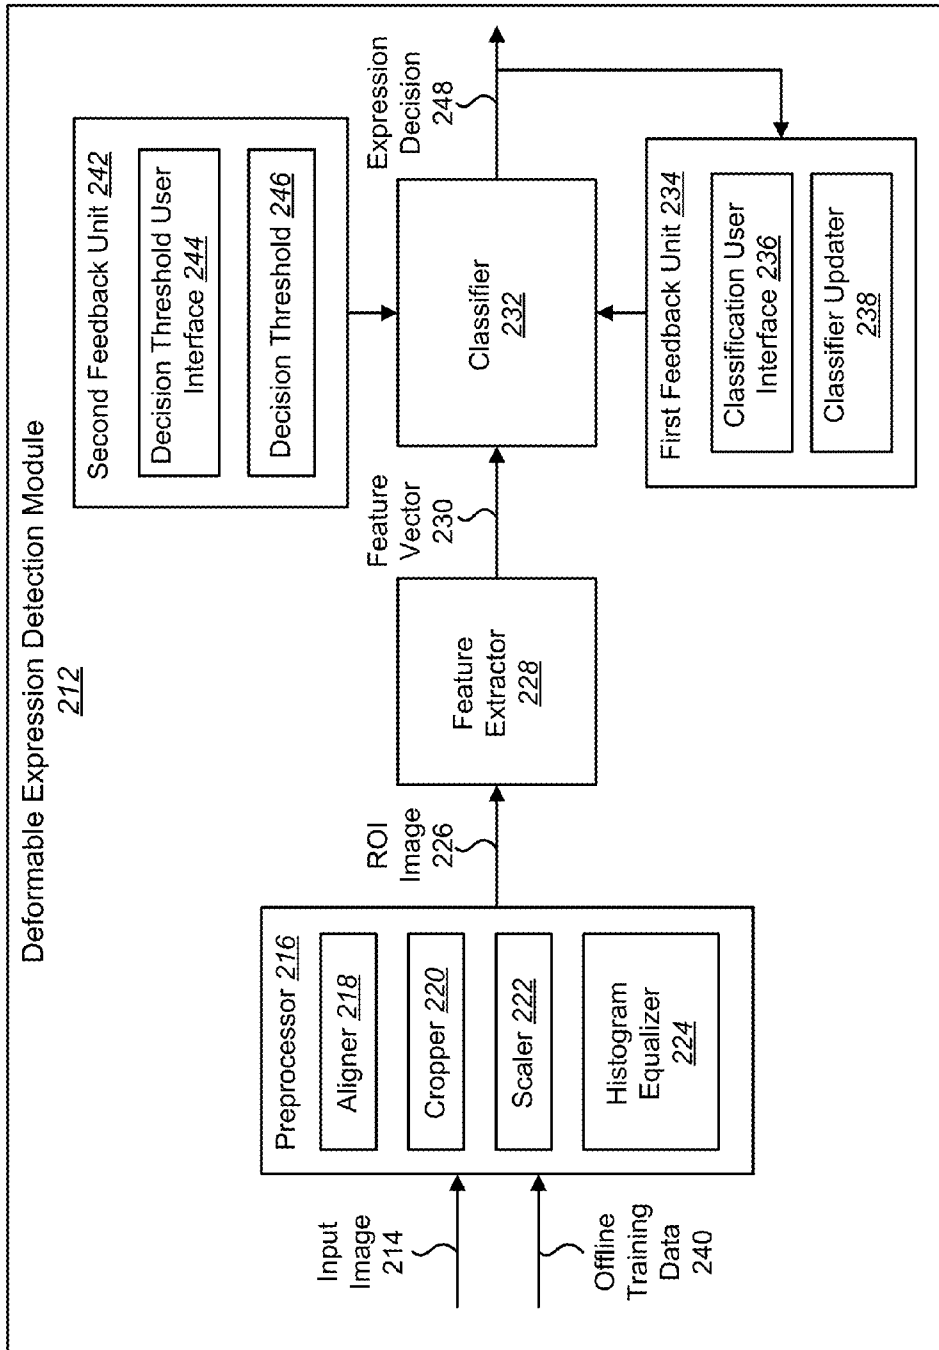 Deformable Expression Detection Module
212
Input
Image
214
Offline
Training
Data
240
Preprocessor 216
Aligner 218
Cropper 220
Scaler 222
Histogram
Equalizer
224
ROI
Image
226
Feature
Extractor
228
Feature
Vector
230
Second Feedback Unit 242
Decision Threshold User
Interface 244
Decision Threshold 246
Classifier
232
First Feedback Unit 234
Classification User
Interface 236
Classifier Updater
238
Expression
Decision
248